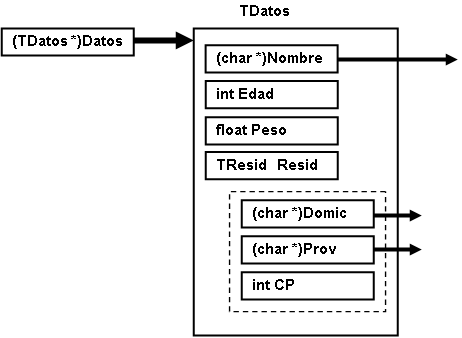 TDatos
(TDatos *)Datos
(char *)Nombre
int Edad
float Peso
TResid Resid
(char *)Domic
(char *)Prov
int CP